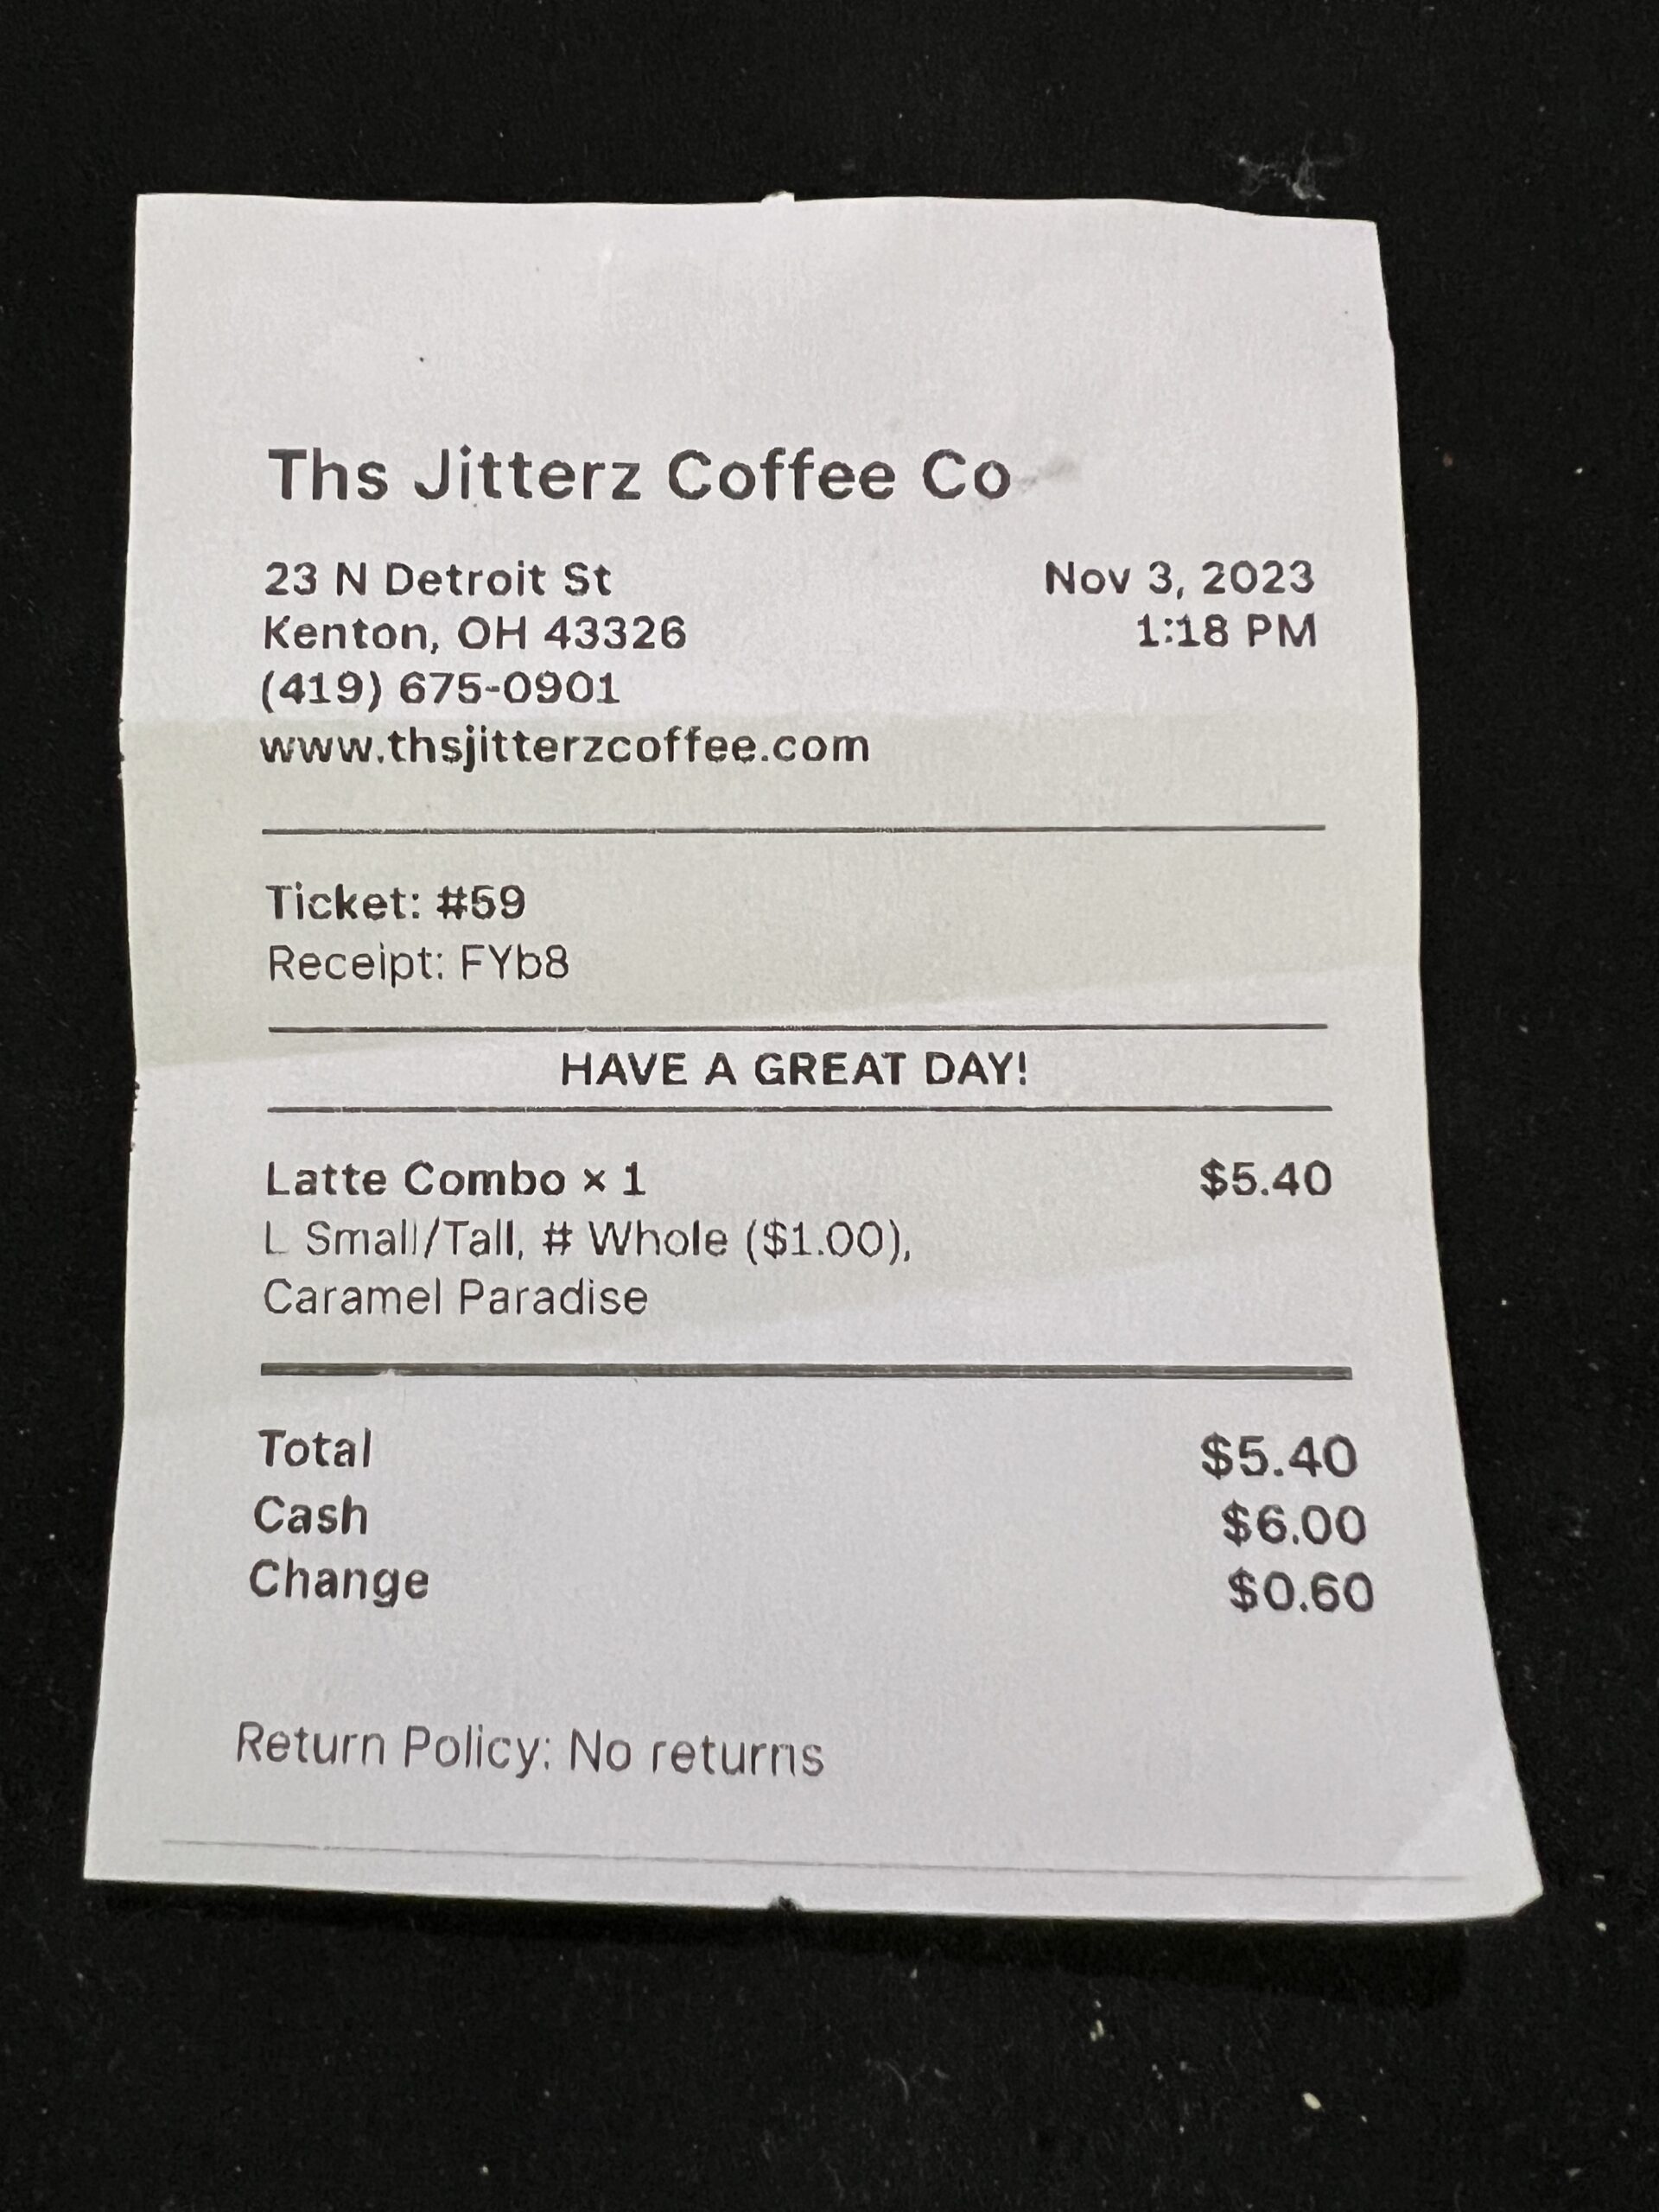 Ths Jitterz Coffee Co
23 N Detroit St
Nov 3, 2023
Kenton, OH 43326
1:18 PM
(419) 675-0901
www.thsjitterzcoffee.com
Ticket: #59
Receipt: FYb8
HAVE A GREAT DAY!
Latte Combo × 1
$5.40
L Small/Tall, # Whole ($1.00),
Caramel Paradise
Total
$5.40
Cash
$6.00
Change
$0.60
Return Policy: No returns